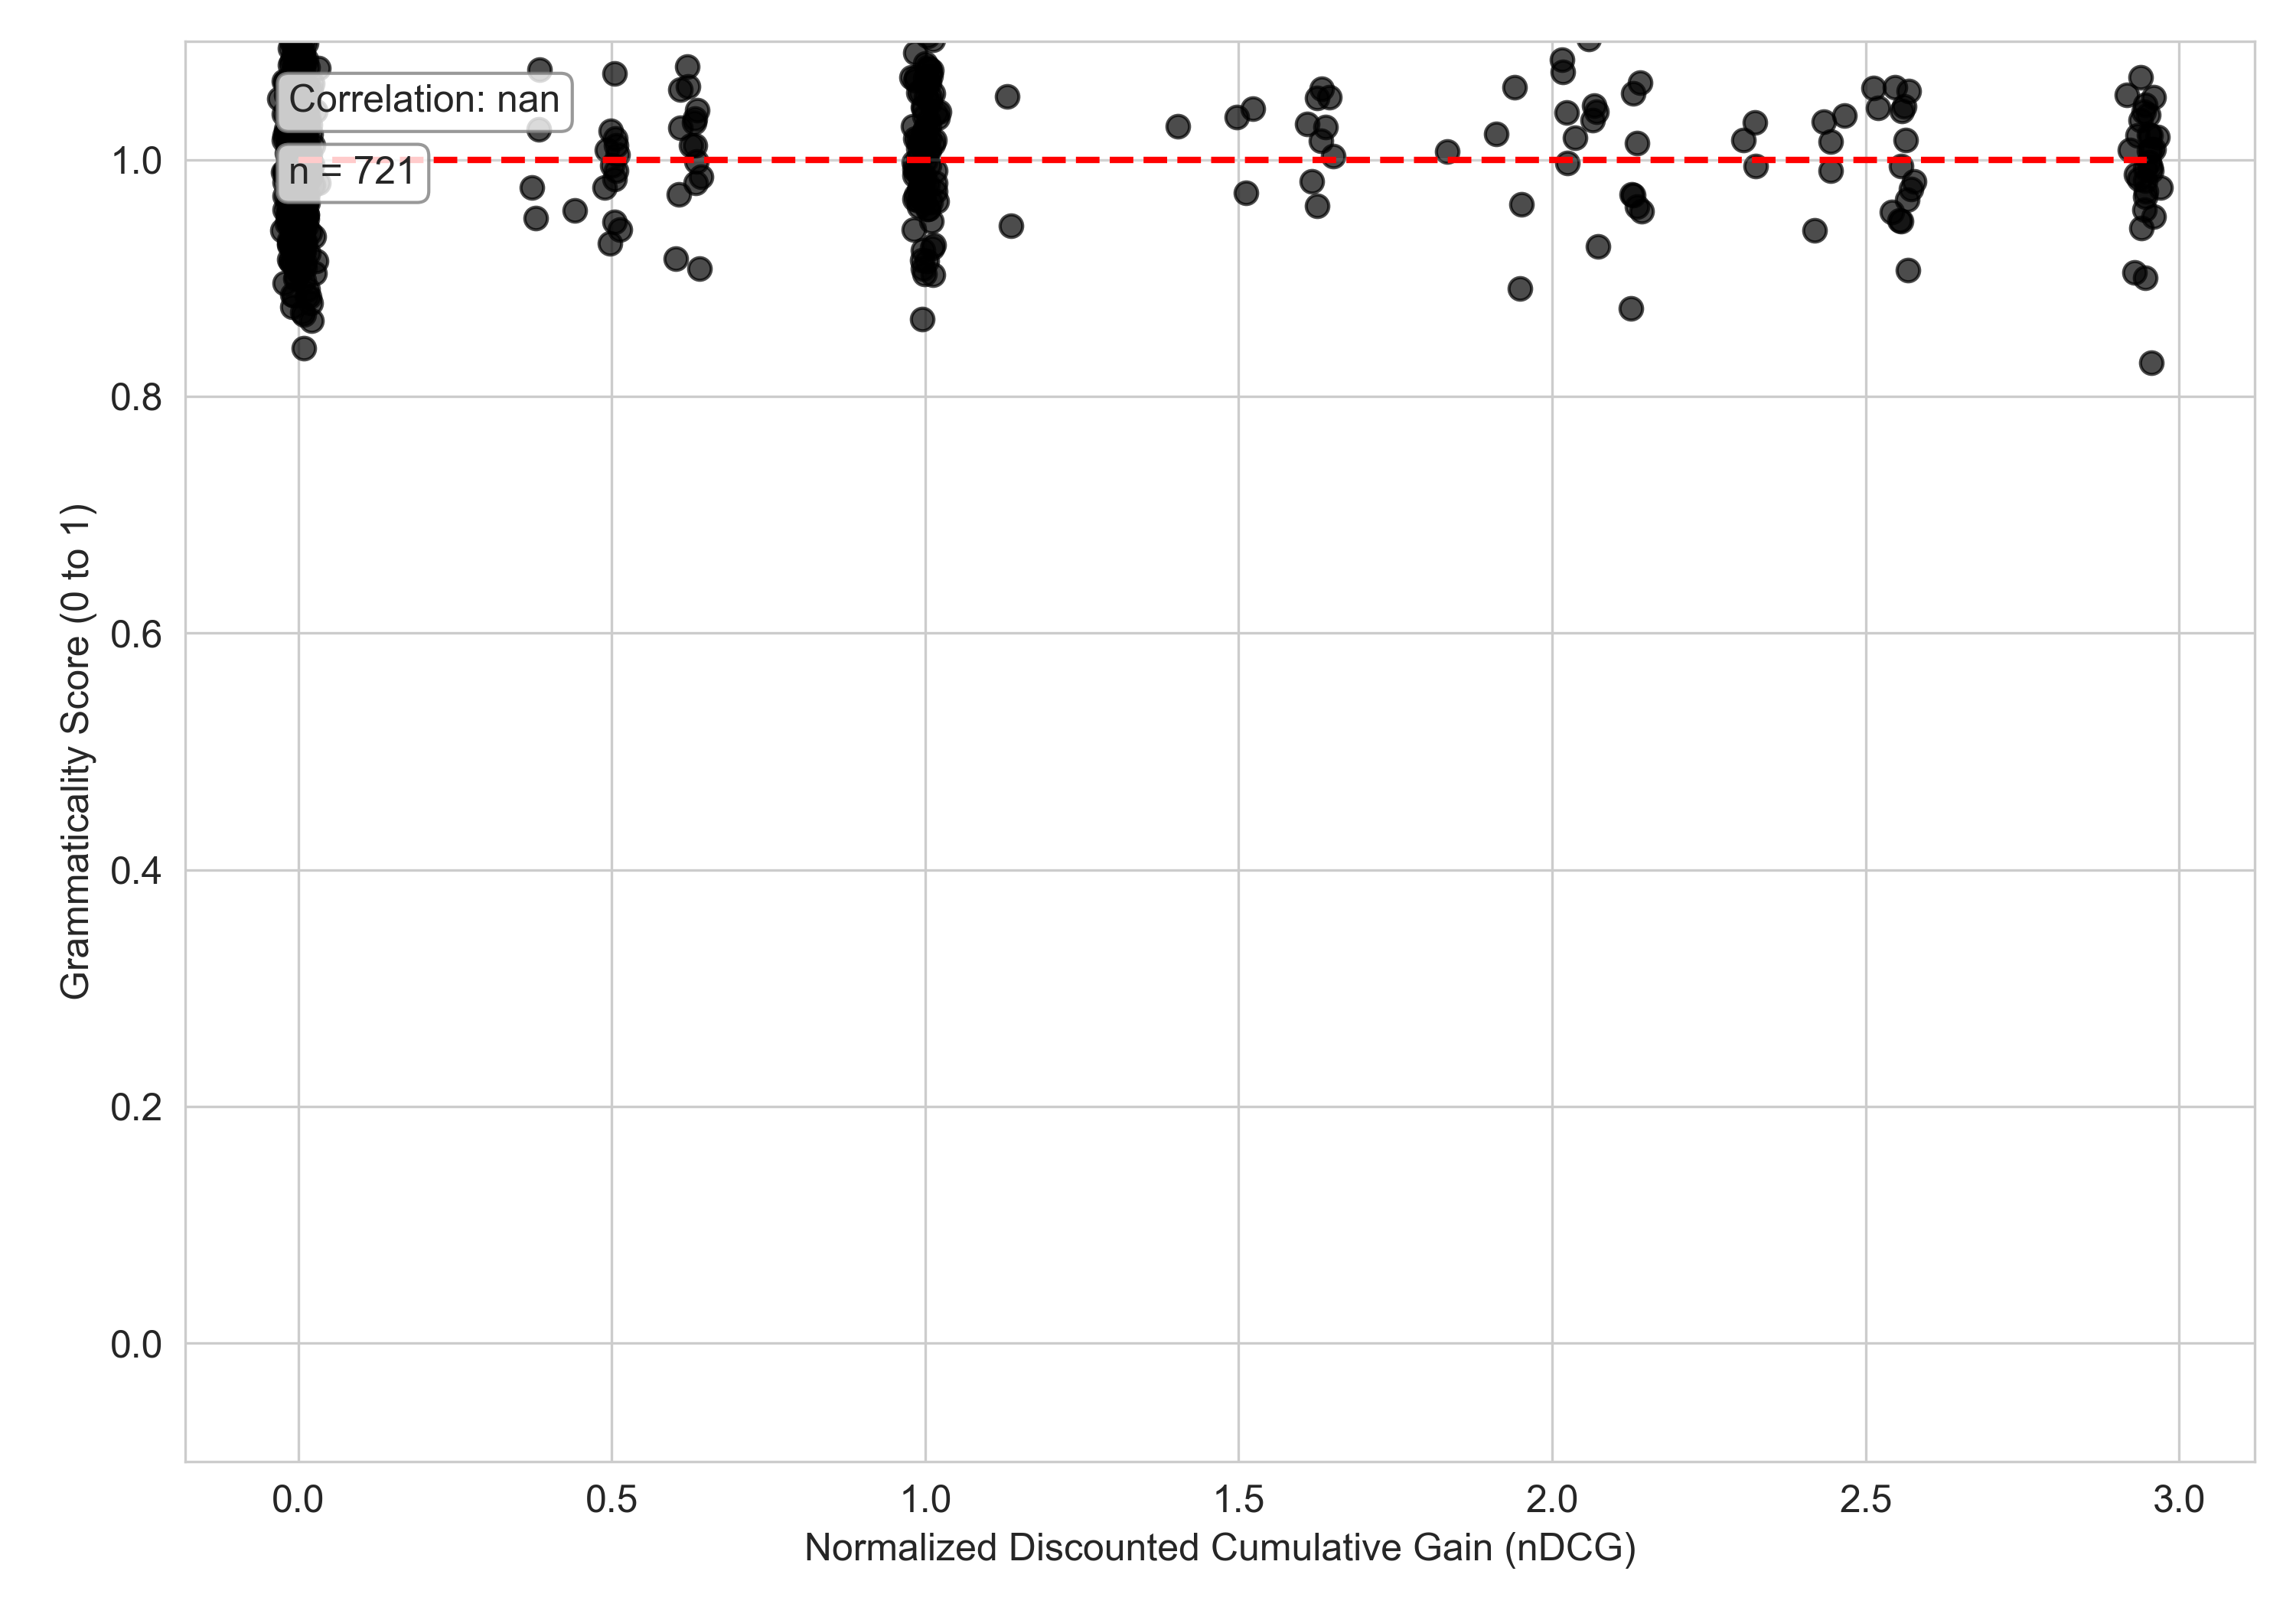 Correlation: nan
n = 721
1.0
0.8
0.6
0.4
0.2
0.0
Grammaticality Score (0 to 1)
0.0 0.5 1.0 1.5 2.0 2.5 3.0
Normalized Discounted Cumulative Gain (nDCG)